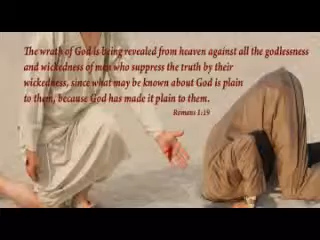 The wrath of God is being revealed from heaven against all the godlessness
and wickedness of men who suppress the truth by their
wickedness, since what may be known about God is plain
to them, because God has made it plain to them.
Romans 1:19